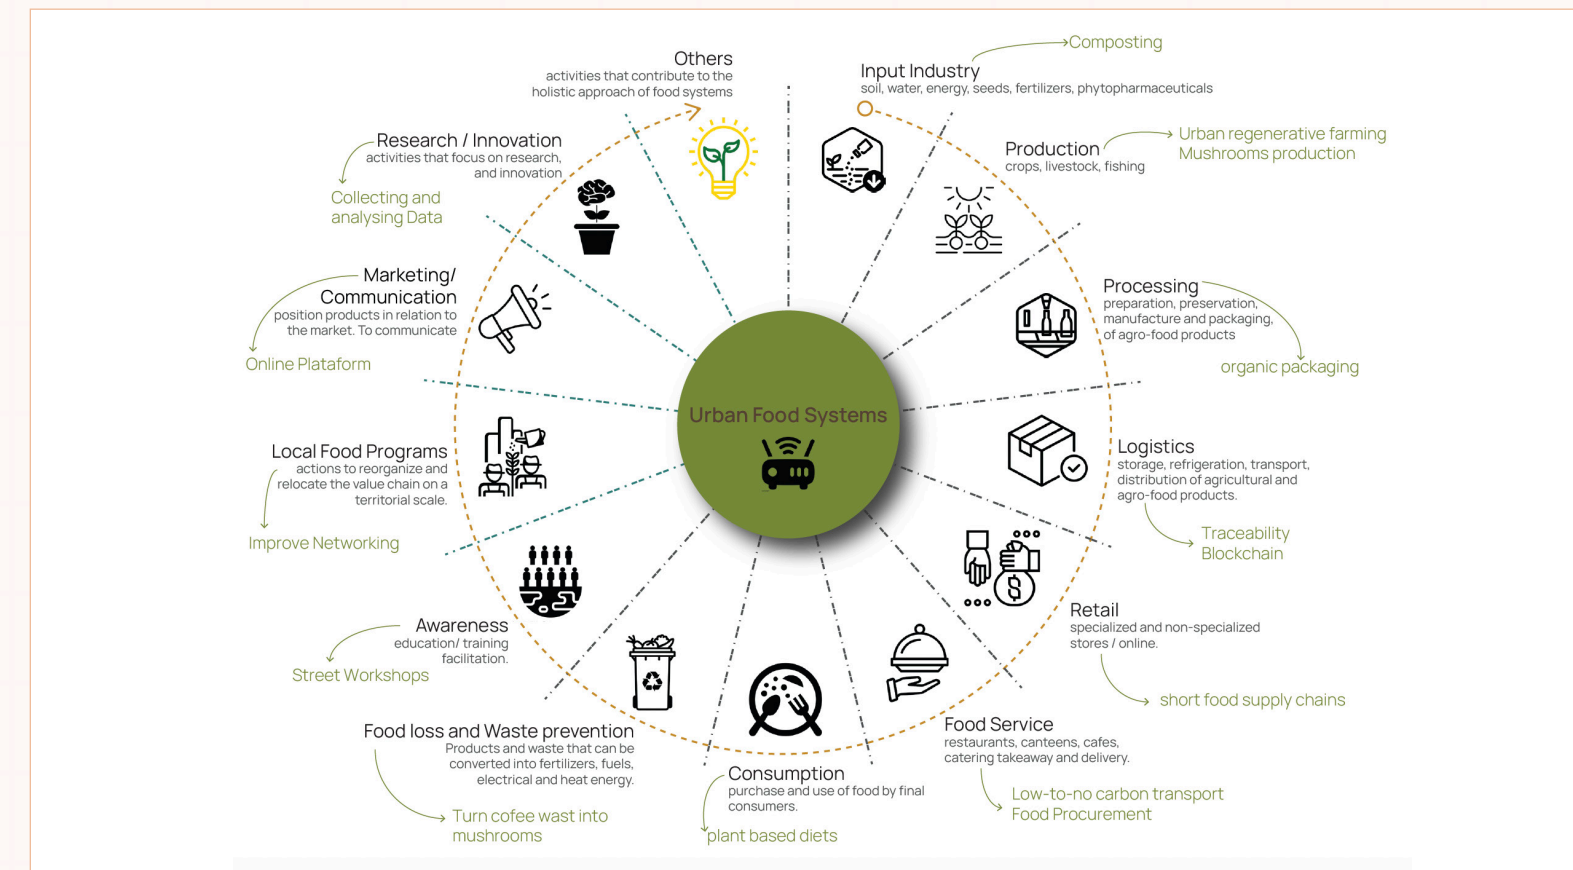 Others
activities that contribute to the
holistic approach of food systems
Input Industry
soil, water, energy, seeds, fertilizers, phytopharmaceuticals
Composting
Production
crops, livestock, fishing
Urban regenerative farming
Mushrooms production
Processing
preparation, preservation,
manufacture and packaging,
of agro-food products
organic packaging
Logistics
storage, refrigeration, transport,
distribution of agricultural and
agro-food products.
Traceability
Blockchain
Retail
specialized and non-specialized
stores / online.
short food supply chains
Food Service
restaurants, canteens, cafes,
catering takeaway and delivery.
Low-to-no carbon transport
Food Procurement
Consumption
purchase and use of food by final
consumers.
plant based diets
Food loss and Waste prevention
Products and waste that can be
converted into fertilizers, fuels,
electrical and heat energy.
Turn cofee wast into
mushrooms
Awareness
education/ training
facilitation.
Street Workshops
Local Food Programs
actions to reorganize and
relocate the value chain on a
territorial scale.
Improve Networking
Marketing/
Communication
position products in relation to
the market. To communicate
Online Plataform
Research / Innovation
activities that focus on research,
and innovation
Collecting and
analysing Data
Urban Food Systems
$